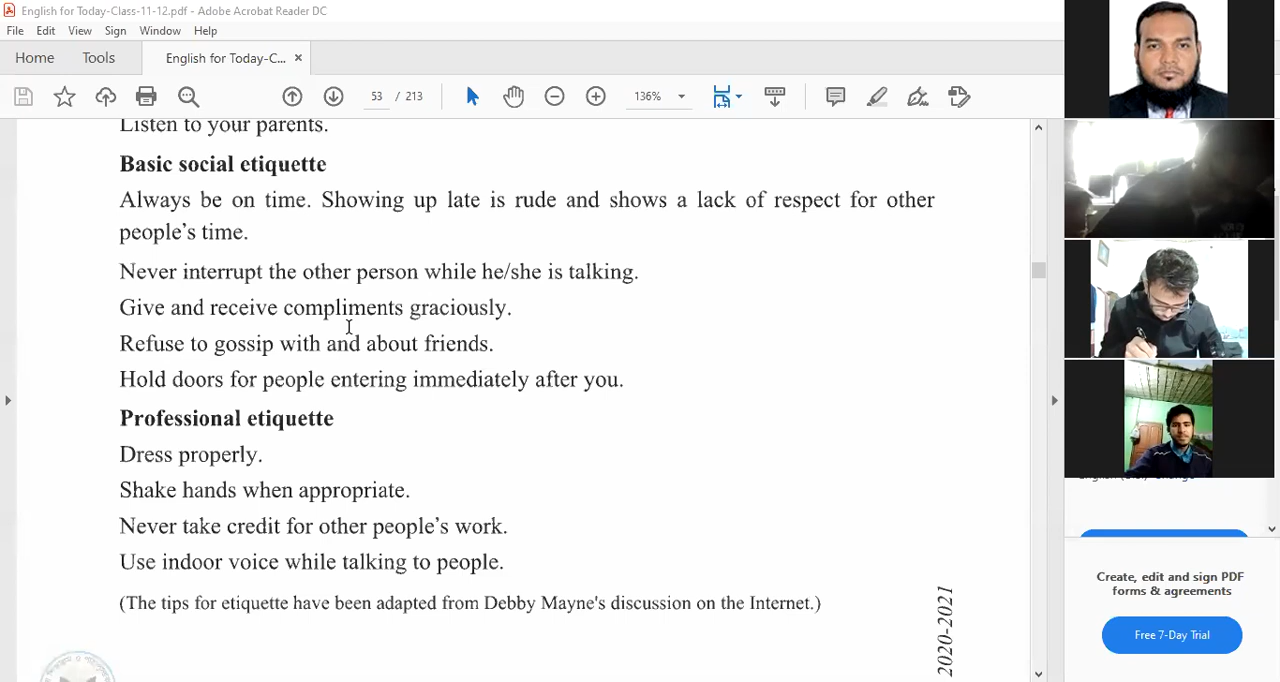 English for Today-Class-11-12.pdf - Adobe Acrobat Reader DC
File Edit View Sign Window Help
Home Tools English for Today-C... ×
53 / 213 136%
Listen to your parents.
Basic social etiquette
Always be on time. Showing up late is rude and shows a lack of respect for other
people's time.
Never interrupt the other person while he/she is talking.
Give and receive compliments graciously.
Refuse to gossip with and about friends.
Hold doors for people entering immediately after you.
Professional etiquette
Dress properly.
Shake hands when appropriate.
Never take credit for other people's work.
Use indoor voice while talking to people.
(The tips for etiquette have been adapted from Debby Mayne's discussion on the Internet.)
2020-2021
Create, edit and sign PDF
forms & agreements
Free 7-Day Trial